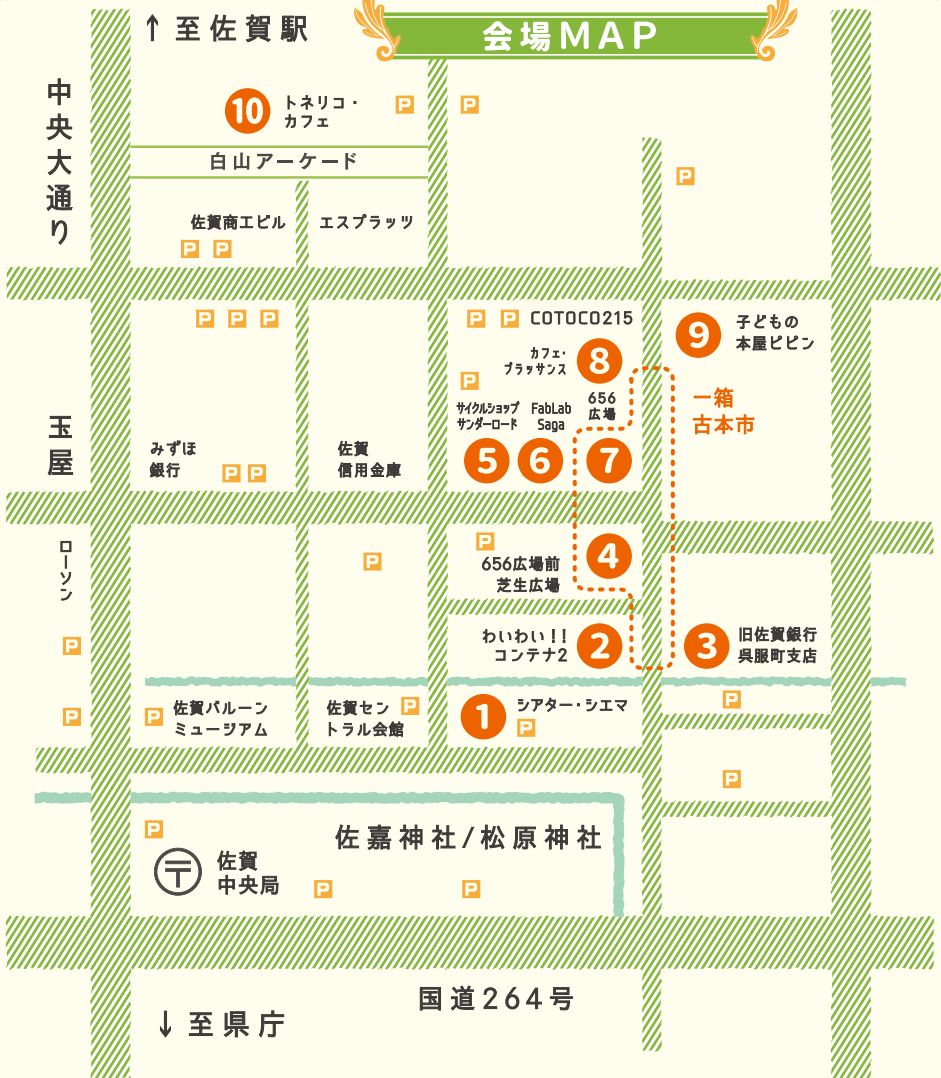 会場MAP
↑至佐賀駅
中央大通り
10
トネリコ・
カフェ
P
P
白山アーケード
P
佐賀商工ビル
エスプラッツ
P
P
P
P
P
P
P
COTOCO215
9
子どもの
本屋ピピン
カフェ・
ブラッサンス
8
P
656
広場
一箱
古本市
サイクルショップ
サンダーロード
FabLab
Saga
5
6
7
玉屋
みずほ
銀行
P
P
佐賀
信用金庫
ローソン
P
P
656広場前
芝生広場
4
わいわい！！
コンテナ2
2
3
旧佐賀銀行
呉服町支店
P
P
P
佐賀バルーン
ミュージアム
佐賀セン
トラル会館
P
1
シアター・シエマ
P
P
P
P
佐嘉神社/松原神社
〒
佐賀
中央局
P
P
国道264号
↓至県庁